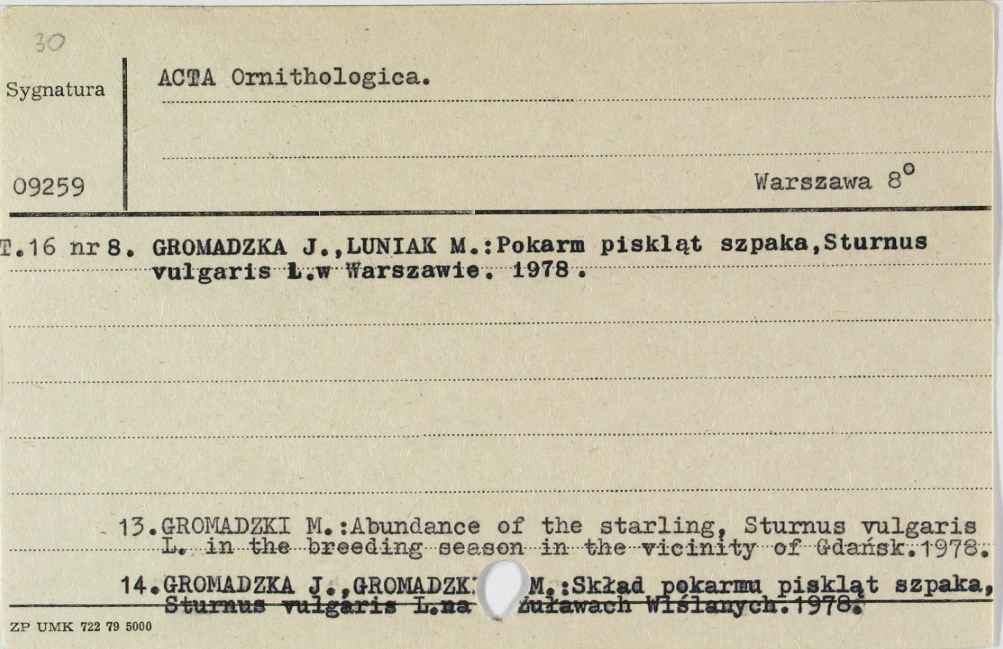 30
Sygnatura
ACTA Ornithologica.
09259
Warszawa 8°
T.16 nr 8. GROMADZKA J.,LUNIAK M.:Pokarm piskląt szpaka,Sturnus
vulgaris L.w Warszawie. 1978.
13.GROMADZKI M.:Abundance of the starling, Sturnus vulgaris
L. in the breeding season in the vicinity of Gdańsk.1978.
14.GROMADZKA J.,GROMADZKI M.:Skład pokarmu piskląt szpaka,
Sturnus vulgaris L.na Żuławach Wiślanych.1978.
ZP UMK 722 79 5000